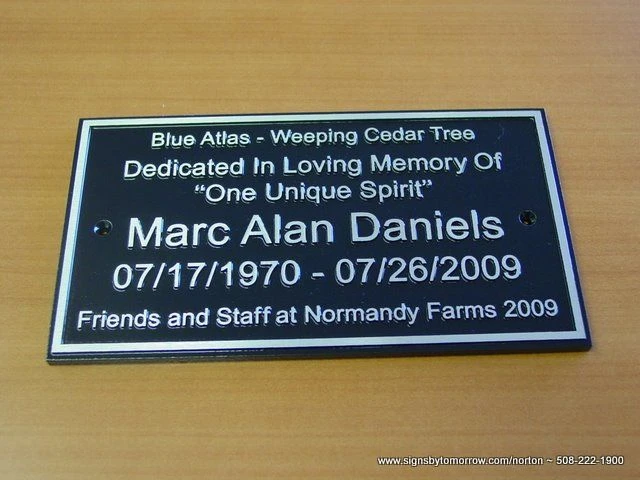 Blue Atlas - Weeping Cedar Tree
Dedicated In Loving Memory Of
“One Unique Spirit”
Marc Alan Daniels
07/17/1970 - 07/26/2009
Friends and Staff at Normandy Farms 2009
www.signsbytomorrow.com/norton ~ 508-222-1900